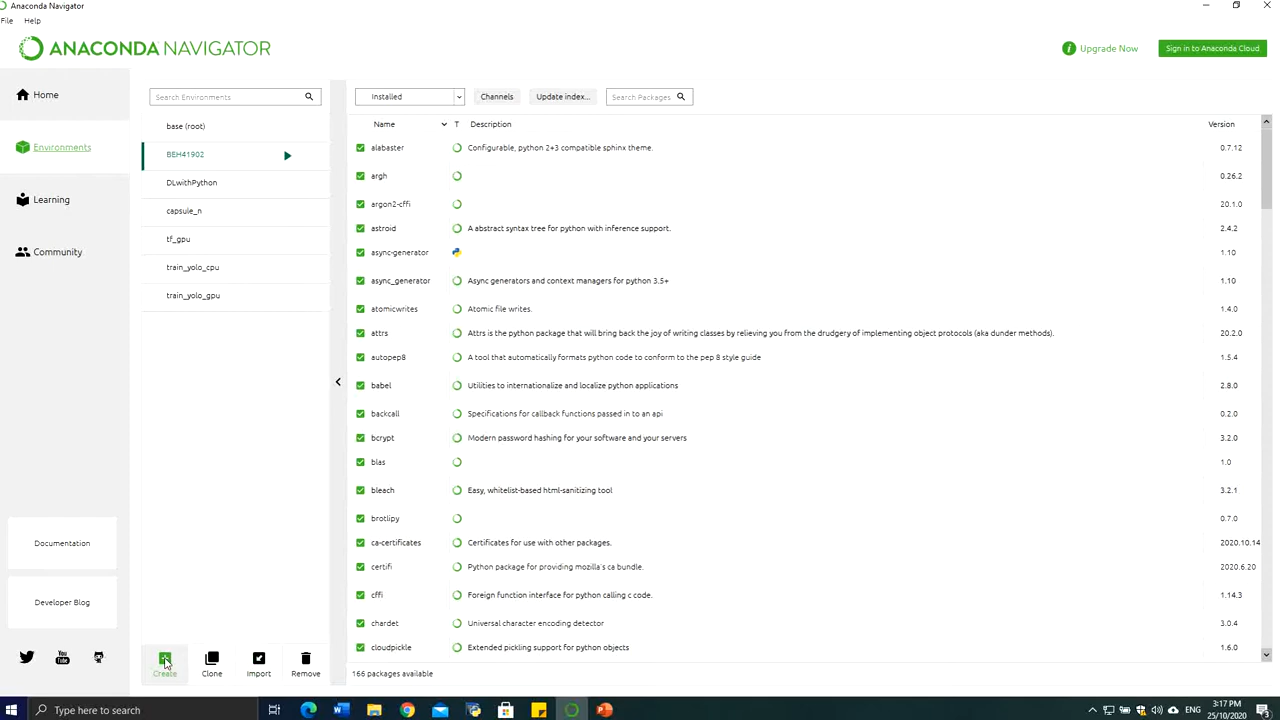 Anaconda Navigator
File Help
ANACONDA NAVIGATOR
Upgrade Now
Sign in to Anaconda Cloud
Home
Environments
Learning
Community
Documentation
Developer Blog
Search Environments
base (root)
BEH41902
DLwithPython
capsule_n
tf_gpu
train_yolo_cpu
train_yolo_gpu
Create Clone Import Remove
Installed Channels Update index... Search Packages
Name T Description Version
alabaster Configurable, python 2+3 compatible sphinx theme. 0.7.12
argh 0.26.2
argon2-cffi 20.1.0
astroid A abstract syntax tree for python with inference support. 2.4.2
async-generator 1.10
async_generator Async generators and context managers for python 3.5+ 1.10
atomicwrites Atomic file writes. 1.4.0
attrs Attrs is the python package that will bring back the joy of writing classes by relieving you from the drudgery of implementing object protocols (aka dunder methods). 20.2.0
autopep8 A tool that automatically formats python code to conform to the pep 8 style guide 1.5.4
babel Utilities to internationalize and localize python applications 2.8.0
backcall Specifications for callback functions passed in to an api 0.2.0
bcrypt Modern password hashing for your software and your servers 3.2.0
blas 1.0
bleach Easy, whitelist-based html-sanitizing tool 3.2.1
brotlipy 0.7.0
ca-certificates Certificates for use with other packages. 2020.10.14
certifi Python package for providing mozilla's ca bundle. 2020.6.20
cffi Foreign function interface for python calling c code. 1.14.3
chardet Universal character encoding detector 3.0.4
cloudpickle Extended pickling support for python objects 1.6.0
166 packages available
Type here to search
ENG
3:17 PM
25/10/2020